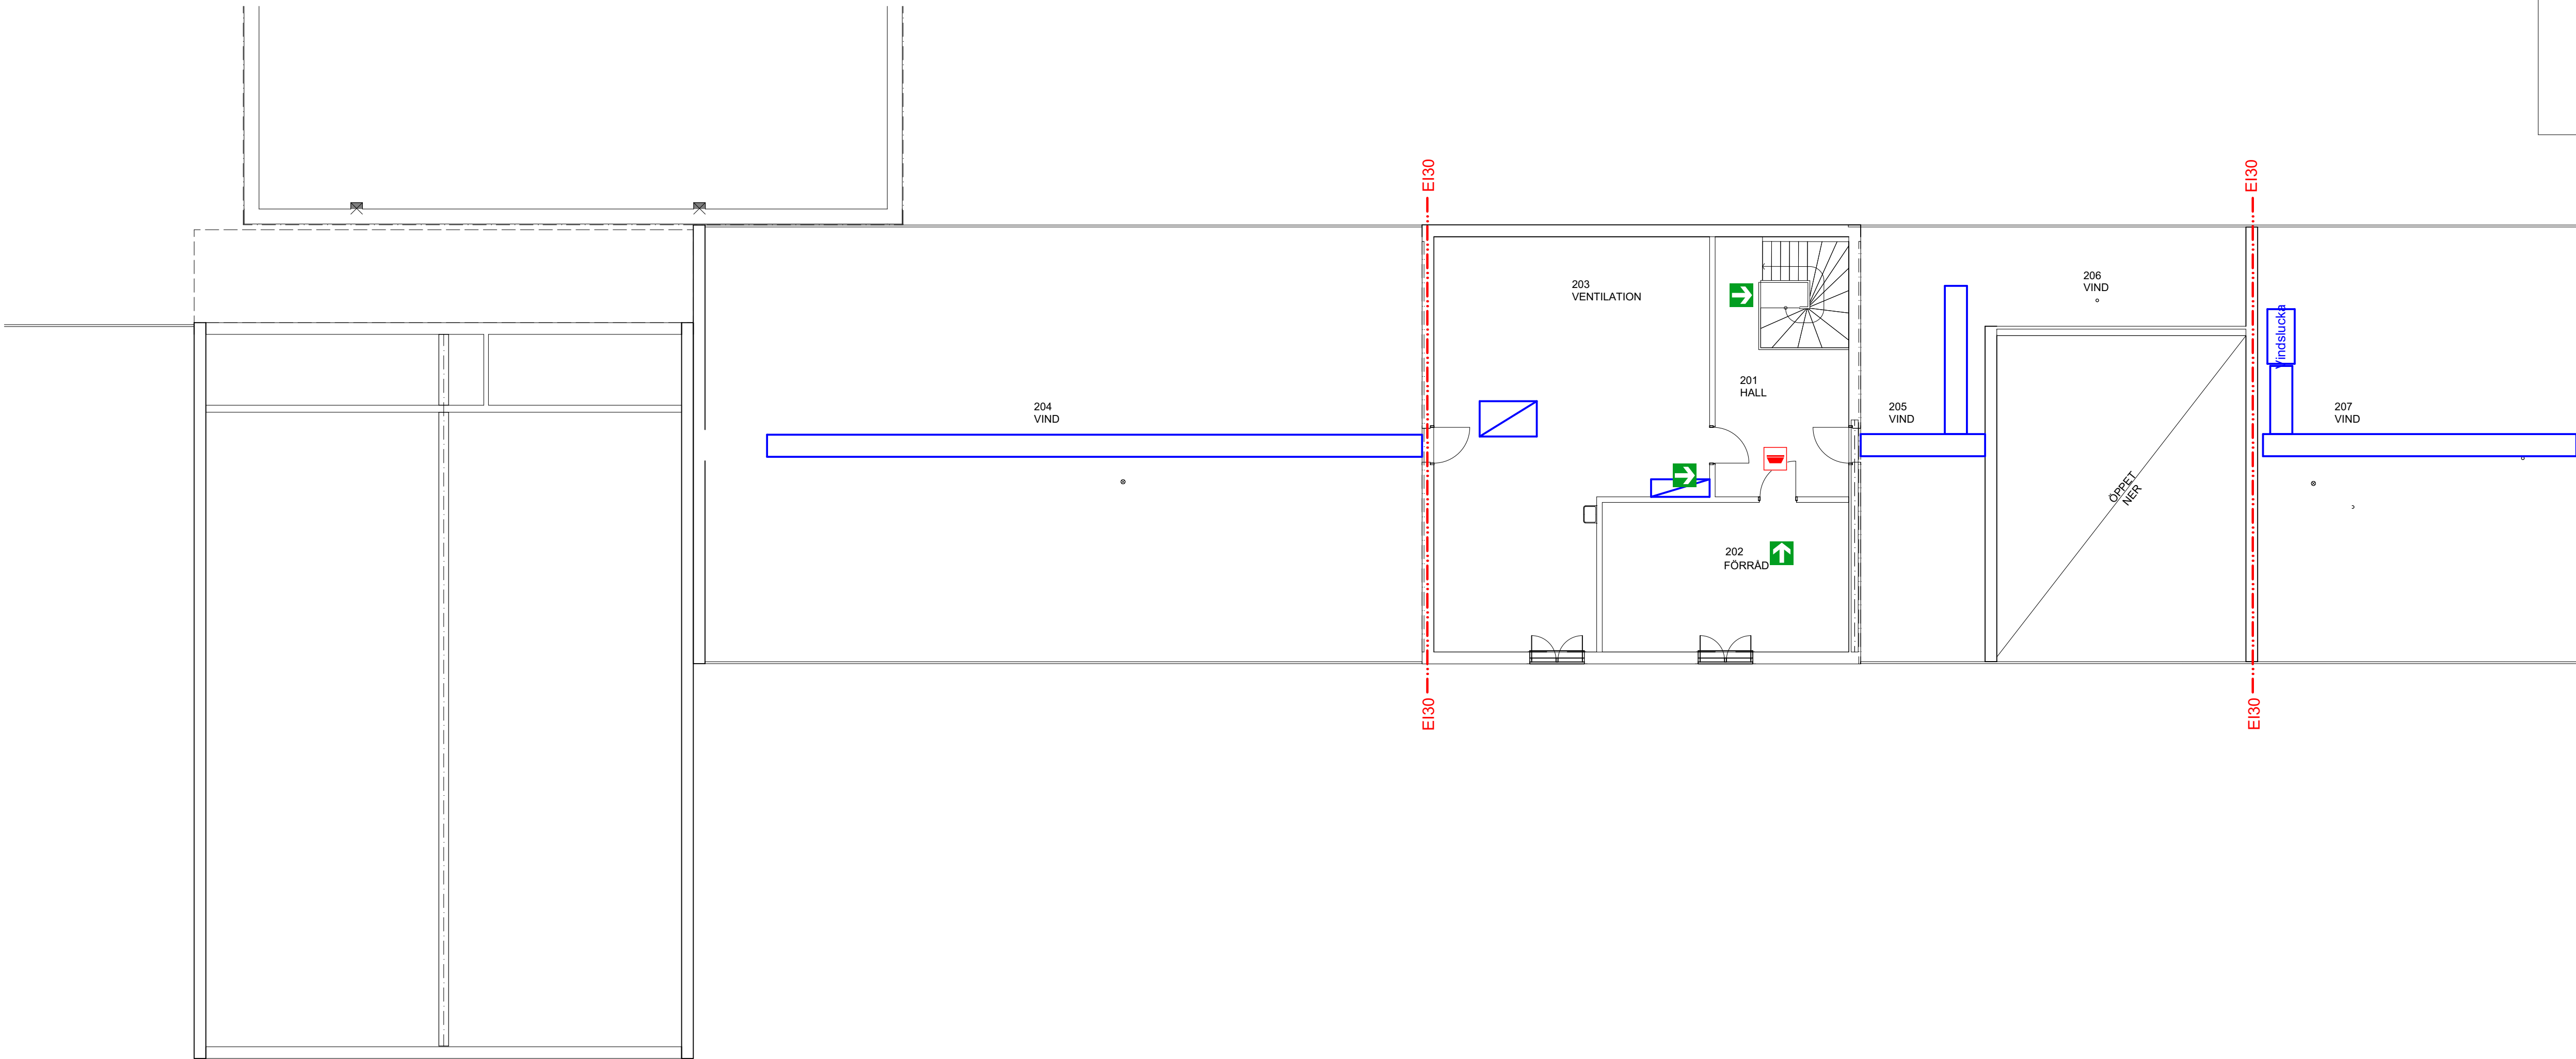 EI30
EI30
203
VENTILATION
206
VIND
Vindslucka
201
HALL
204
VIND
205
VIND
207
VIND
ÖPPET
NER
202
FÖRRÅD
EI30
EI30